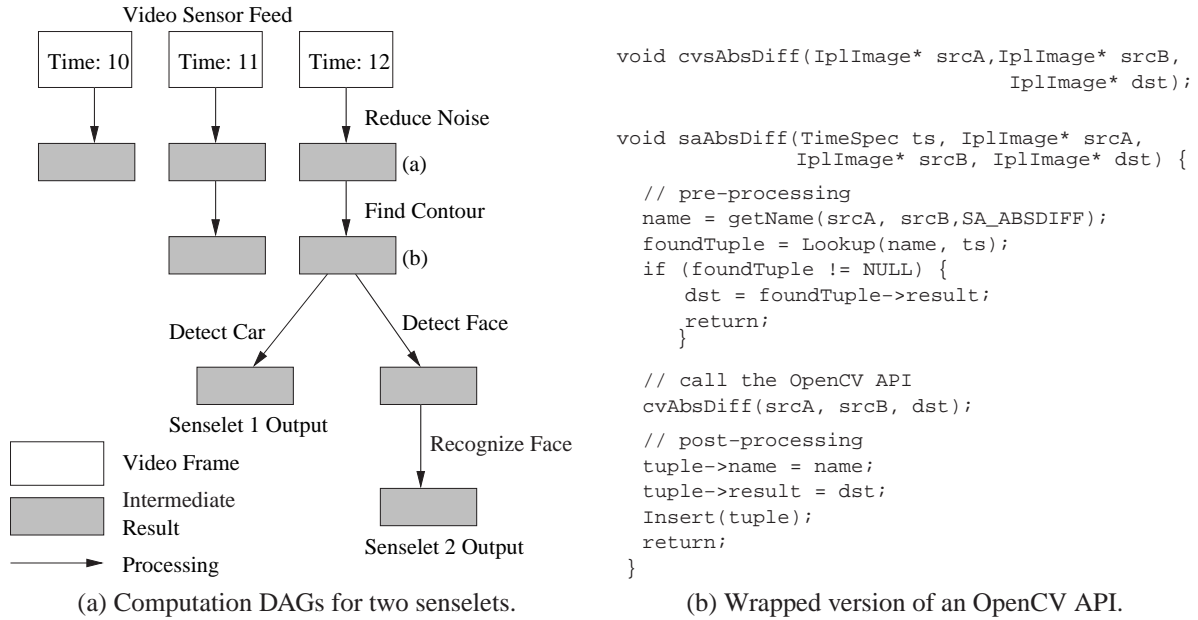 Video Sensor Feed
Time: 10
Time: 11
Time: 12
Reduce Noise
(a)
Find Contour
(b)
Detect Car
Detect Face
Senselet 1 Output
Recognize Face
Senselet 2 Output
Video Frame
Intermediate
Result
Processing
(a) Computation DAGs for two senselets.
void cvsAbsDiff(IplImage* srcA,IplImage* srcB,
IplImage* dst);
void saAbsDiff(TimeSpec ts, IplImage* srcA,
IplImage* srcB, IplImage* dst) {
// pre-processing
name = getName(srcA, srcB,SA_ABSDIFF);
foundTuple = Lookup(name, ts);
if (foundTuple != NULL) {
dst = foundTuple->result;
return;
}
// call the OpenCV API
cvAbsDiff(srcA, srcB, dst);
// post-processing
tuple->name = name;
tuple->result = dst;
Insert(tuple);
return;
}
(b) Wrapped version of an OpenCV API.